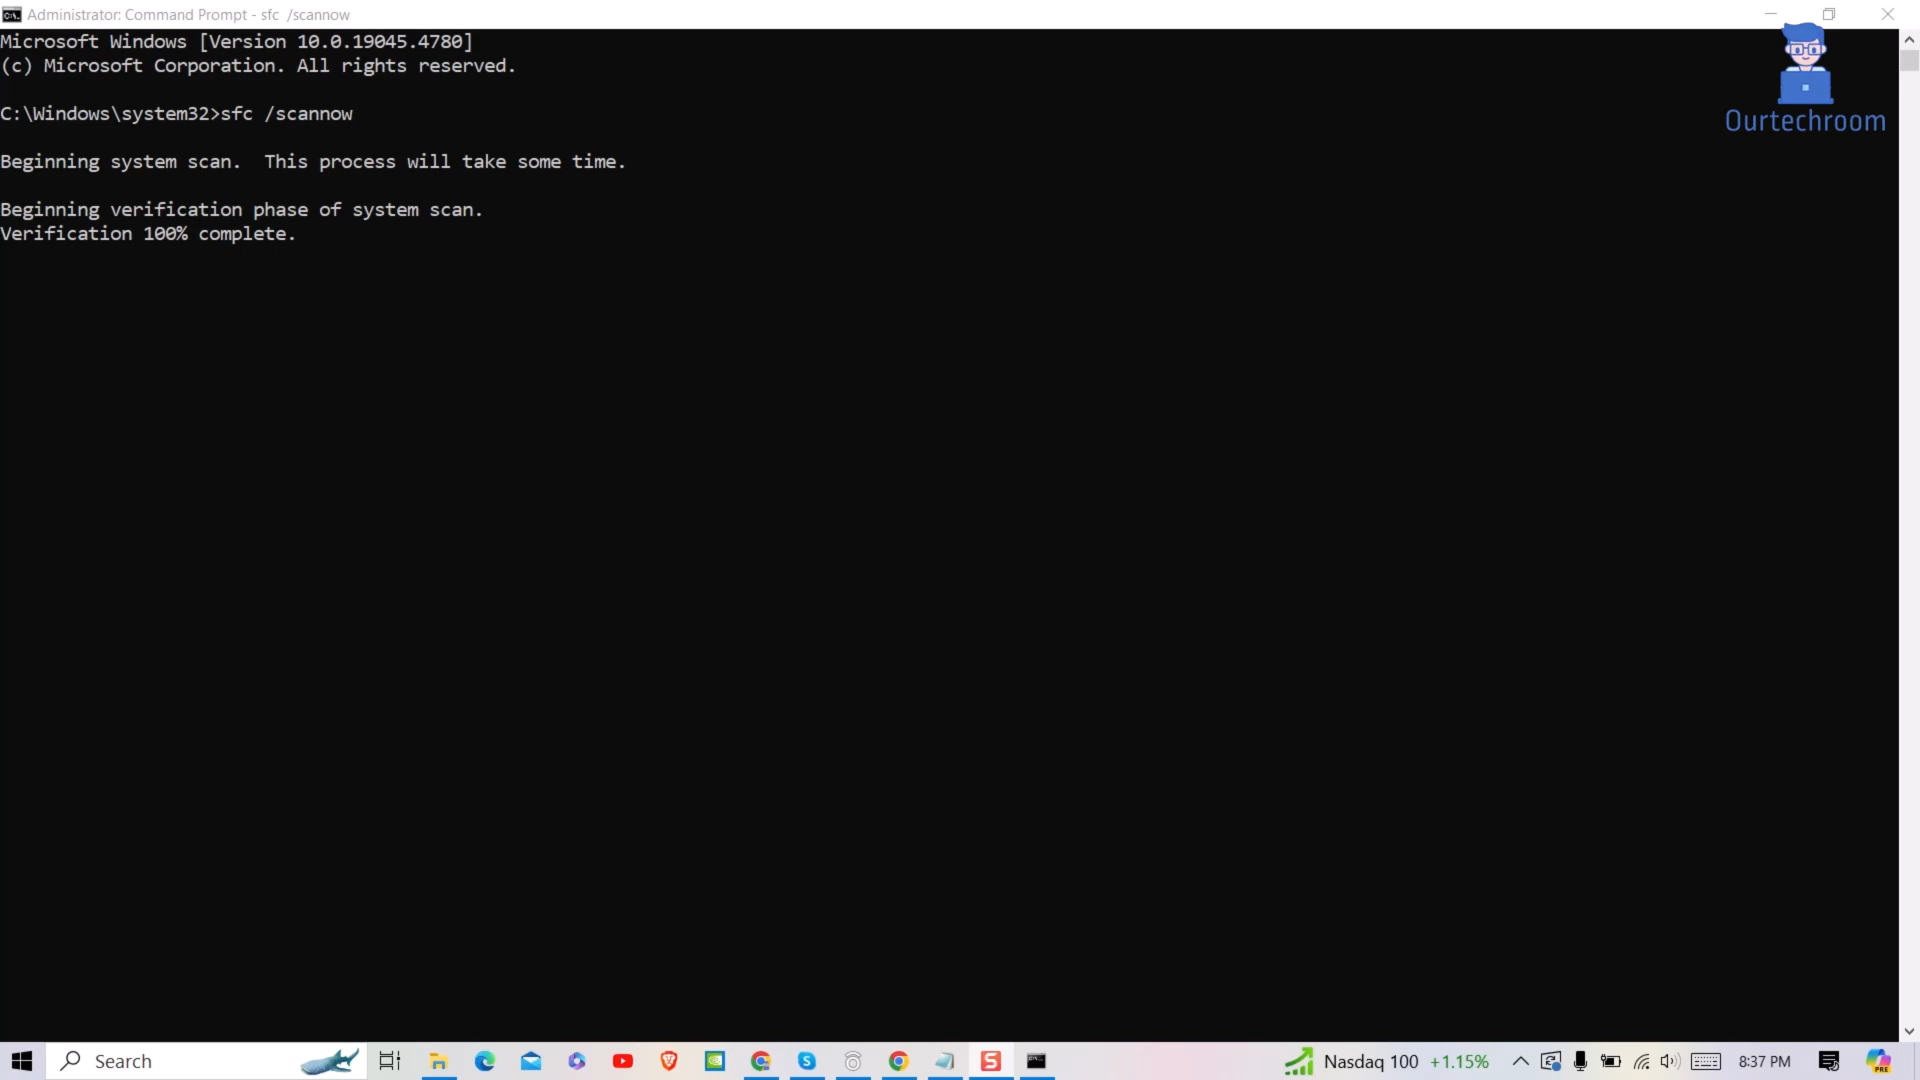 Administrator: Command Prompt - sfc  /scannow
Microsoft Windows [Version 10.0.19045.4780]
(c) Microsoft Corporation. All rights reserved.
C:\Windows\system32>sfc /scannow
Beginning system scan.  This process will take some time.
Beginning verification phase of system scan.
Verification 100% complete.
Ourtechroom
Search
Nasdaq 100 +1.15%
8:37 PM
PRE